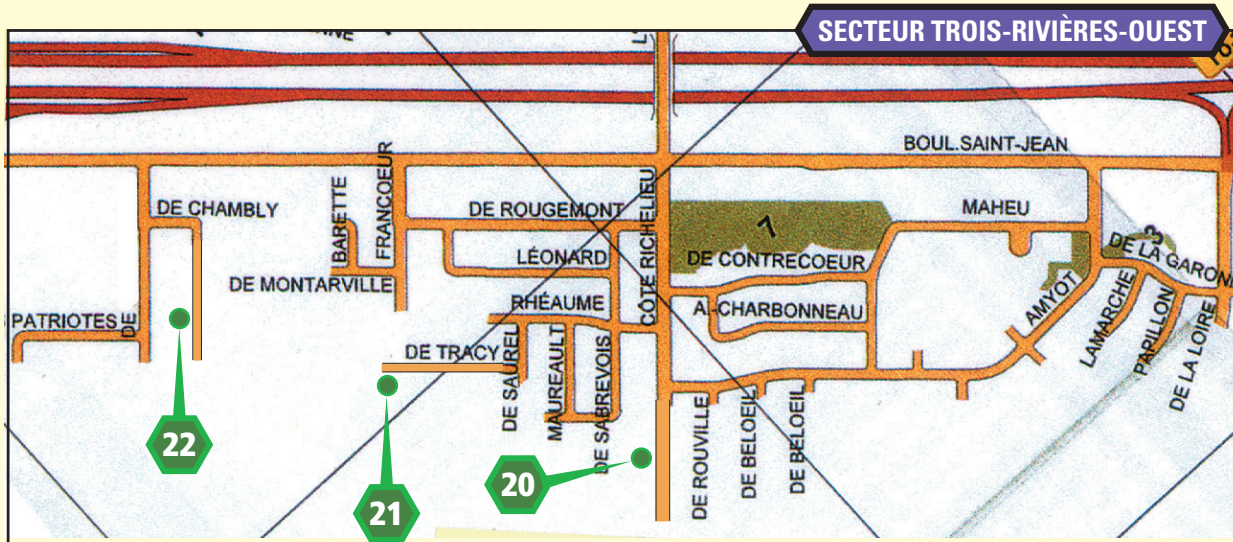 SECTEUR TROIS-RIVIÈRES-OUEST
BOUL.SAINT-JEAN
DE CHAMBLY
BARETTE
FRANCOEUR
DE ROUGEMONT
CÔTE RICHELIEU
7
MAHEU
3
DE LA GARON
LÉONARD
DE CONTRECOEUR
DE MONTARVILLE
RHÉAUME
A.-CHARBONNEAU
AMYOT
LAMARCHE
PAPILLON
DE LA LOIRE
PATRIOTES
DE
DE TRACY
DE SAUREL
MAUREAULT
DE SABREVOIS
DE ROUVILLE
DE BELOEIL
DE BELOEIL
22
21
20